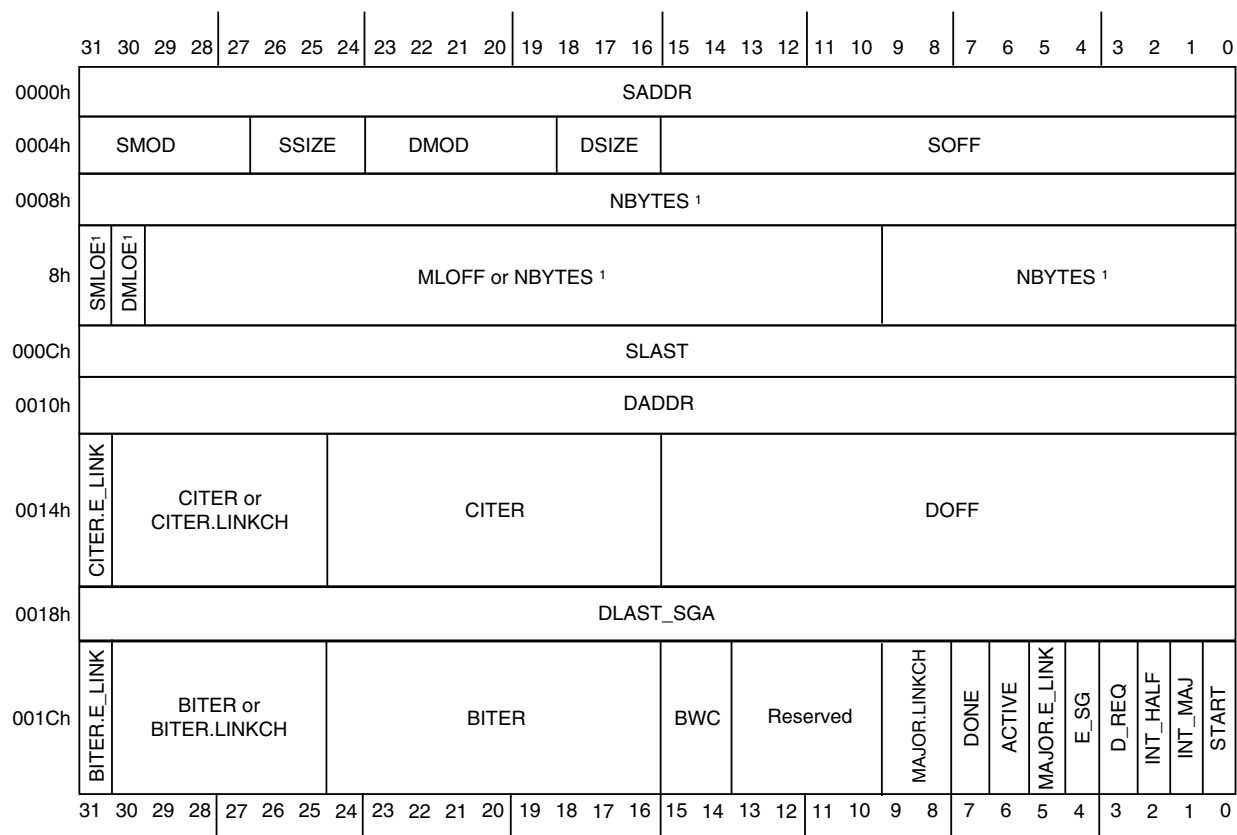 31 30 29 28 27 26 25 24 23 22 21 20 19 18 17 16 15 14 13 12 11 10 9 8 7 6 5 4 3 2 1 0
0000h SADDR
0004h SMOD SSIZE DMOD DSIZE SOFF
0008h NBYTES 1
8h SMLOE1 DMLOE1 MLOFF or NBYTES 1 NBYTES 1
000Ch SLAST
0010h DADDR
0014h CITER.E_LINK CITER or
CITER.LINKCH CITER DOFF
0018h DLAST_SGA
001Ch BITER.E_LINK BITER or
BITER.LINKCH BITER BWC Reserved MAJOR.LINKCH DONE ACTIVE MAJOR.E_LINK E_SG D_REQ INT_HALF INT_MAJ START
31 30 29 28 27 26 25 24 23 22 21 20 19 18 17 16 15 14 13 12 11 10 9 8 7 6 5 4 3 2 1 0